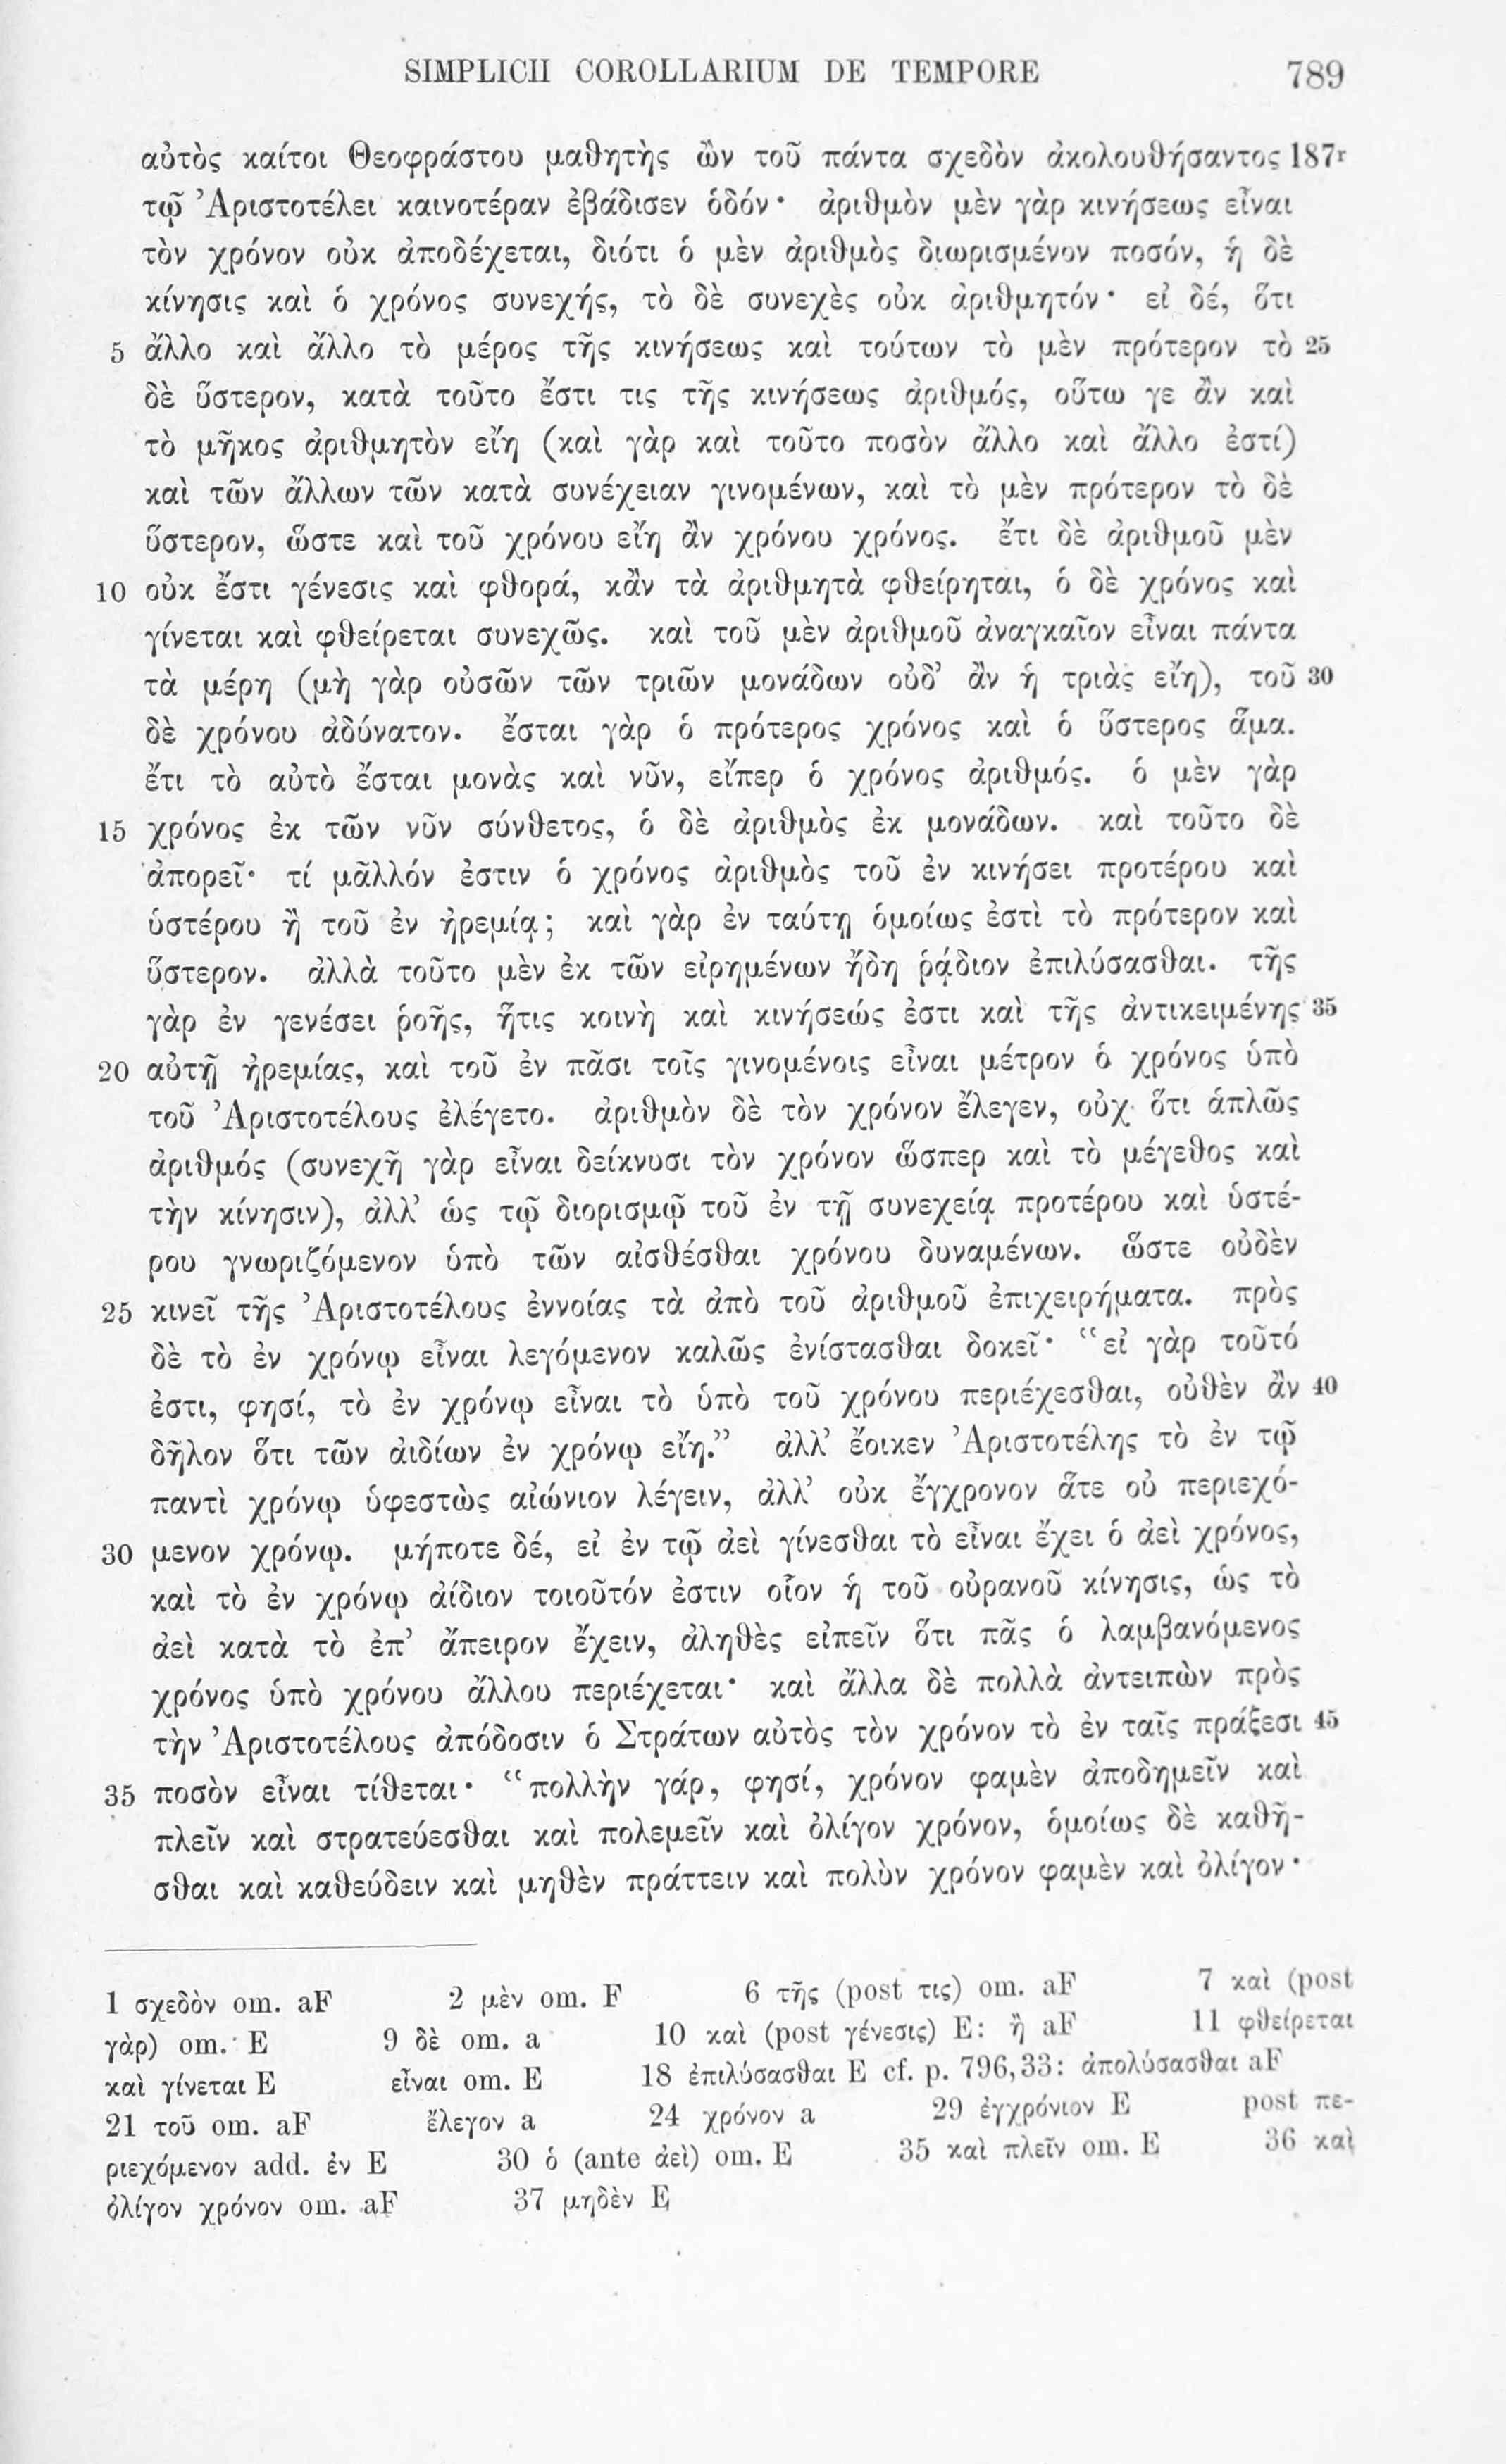 SIMPLICII COROLLARIUM DE TEMPORE 789
αὐτὸς καίτοι Θεοφράστου μαθητὴς ὢν τοῦ πάντα σχεδὸν ἀκολουθήσαντος 187r
τῷ Ἀριστοτέλει καινοτέραν ἐβάδισεν ὁδόν· ἀριθμὸν μὲν γὰρ κινήσεως εἶναι
τὸν χρόνον οὐκ ἀποδέχεται, διότι ὁ μὲν ἀριθμὸς διωρισμένον ποσόν, ἡ δὲ
κίνησις καὶ ὁ χρόνος συνεχής, τὸ δὲ συνεχὲς οὐκ ἀριθμητόν· εἰ δέ, ὅτι
5 ἄλλο καὶ ἄλλο τὸ μέρος τῆς κινήσεως καὶ τούτων τὸ μὲν πρότερον τὸ 25
δὲ ὕστερον, κατὰ τοῦτο ἔστι τις τῆς κινήσεως ἀριθμός, οὕτω γε ἂν καὶ
τὸ μῆκος ἀριθμητὸν εἴη (καὶ γὰρ καὶ τοῦτο ποσὸν ἄλλο καὶ ἄλλο ἐστί)
καὶ τῶν ἄλλων τῶν κατὰ συνέχειαν γινομένων, καὶ τὸ μὲν πρότερον τὸ δὲ
ὕστερον, ὥστε καὶ τοῦ χρόνου εἴη ἂν χρόνου χρόνος. ἔτι δὲ ἀριθμοῦ μὲν
10 οὐκ ἔστι γένεσις καὶ φθορά, κἂν τὰ ἀριθμητὰ φθείρηται, ὁ δὲ χρόνος καὶ
γίνεται καὶ φθείρεται συνεχῶς. καὶ τοῦ μὲν ἀριθμοῦ ἀναγκαῖον εἶναι πάντα
τὰ μέρη (μὴ γὰρ οὐσῶν τῶν τριῶν μονάδων οὐδ’ ἂν ἡ τριὰς εἴη), τοῦ 30
δὲ χρόνου ἀδύνατον. ἔσται γὰρ ὁ πρότερος χρόνος καὶ ὁ ὕστερος ἅμα.
ἔτι τὸ αὐτὸ ἔσται μονὰς καὶ νῦν, εἴπερ ὁ χρόνος ἀριθμός. ὁ μὲν γὰρ
15 χρόνος ἐκ τῶν νῦν σύνθετος, ὁ δὲ ἀριθμὸς ἐκ μονάδων. καὶ τοῦτο δὲ
ἀπορεῖ· τί μᾶλλόν ἐστιν ὁ χρόνος ἀριθμὸς τοῦ ἐν κινήσει προτέρου καὶ
ὑστέρου ἢ τοῦ ἐν ἠρεμίᾳ; καὶ γὰρ ἐν ταύτῃ ὁμοίως ἐστὶ τὸ πρότερον καὶ
ὕστερον. ἀλλὰ τοῦτο μὲν ἐκ τῶν εἰρημένων ἤδη ῥᾴδιον ἐπιλύσασθαι. τῆς
γὰρ ἐν γενέσει ῥοῆς, ἥτις κοινὴ καὶ κινήσεώς ἐστι καὶ τῆς ἀντικειμένης 35
20 αὐτῇ ἠρεμίας, καὶ τοῦ ἐν πᾶσι τοῖς γινομένοις εἶναι μέτρον ὁ χρόνος ὑπὸ
τοῦ Ἀριστοτέλους ἐλέγετο. ἀριθμὸν δὲ τὸν χρόνον ἔλεγεν, οὐχ ὅτι ἁπλῶς
ἀριθμός (συνεχῆ γὰρ εἶναι δείκνυσι τὸν χρόνον ὥσπερ καὶ τὸ μέγεθος καὶ
τὴν κίνησιν), ἀλλ’ ὡς τῷ διορισμῷ τοῦ ἐν τῇ συνεχείᾳ προτέρου καὶ ὑστέ-
ρου γνωριζόμενον ὑπὸ τῶν αἰσθέσθαι χρόνου δυναμένων. ὥστε οὐδὲν
25 κινεῖ τῆς Ἀριστοτέλους ἐννοίας τὰ ἀπὸ τοῦ ἀριθμοῦ ἐπιχειρήματα. πρὸς
δὲ τὸ ἐν χρόνῳ εἶναι λεγόμενον καλῶς ἐνίστασθαι δοκεῖ· “εἰ γὰρ τοῦτό
ἐστι, φησί, τὸ ἐν χρόνῳ εἶναι τὸ ὑπὸ τοῦ χρόνου περιέχεσθαι, οὐθὲν ἂν 40
δῆλον ὅτι τῶν ἀιδίων ἐν χρόνῳ εἴη.” ἀλλ’ ἔοικεν Ἀριστοτέλης τὸ ἐν τῷ
παντὶ χρόνῳ ὑφεστὼς αἰώνιον λέγειν, ἀλλ’ οὐκ ἔγχρονον ἅτε οὐ περιεχό-
30 μενον χρόνῳ. μήποτε δέ, εἰ ἐν τῷ ἀεὶ γίνεσθαι τὸ εἶναι ἔχει ὁ ἀεὶ χρόνος,
καὶ τὸ ἐν χρόνῳ ἀίδιον τοιοῦτόν ἐστιν οἷον ἡ τοῦ οὐρανοῦ κίνησις, ὡς τὸ
ἀεὶ κατὰ τὸ ἐπ’ ἄπειρον ἔχειν, ἀληθὲς εἰπεῖν ὅτι πᾶς ὁ λαμβανόμενος
χρόνος ὑπὸ χρόνου ἄλλου περιέχεται· καὶ ἄλλα δὲ πολλὰ ἀντειπὼν πρὸς
τὴν Ἀριστοτέλους ἀπόδοσιν ὁ Στράτων αὐτὸς τὸν χρόνον τὸ ἐν ταῖς πράξεσι 45
35 ποσὸν εἶναι τίθεται· “πολλὴν γάρ, φησί, χρόνον φαμὲν ἀποδημεῖν καὶ
πλεῖν καὶ στρατεύεσθαι καὶ πολεμεῖν καὶ ὀλίγον χρόνον, ὁμοίως δὲ καθῆ-
σθαι καὶ καθεύδειν καὶ μηθὲν πράττειν καὶ πολὺν χρόνον φαμὲν καὶ ὀλίγον·
1 σχεδὸν om. aF 2 μὲν om. F 6 τῆς (post τις) om. aF 7 καὶ (post
γὰρ) om. E 9 δὲ om. a 10 καὶ (post γένεσις) E: ἢ aF 11 φθείρεται
καὶ γίνεται E εἶναι om. E 18 ἐπιλύσασθαι E cf. p. 796,33: ἀπολύσασθαι aF
21 τοῦ om. aF ἔλεγον a 24 χρόνον a 29 ἐγχρόνιον E post πε-
ριεχόμενον add. ἐν E 30 ὁ (ante ἀεὶ) om. E 35 καὶ πλεῖν om. E 36 καὶ
ὀλίγον χρόνον om. aF 37 μηδὲν E